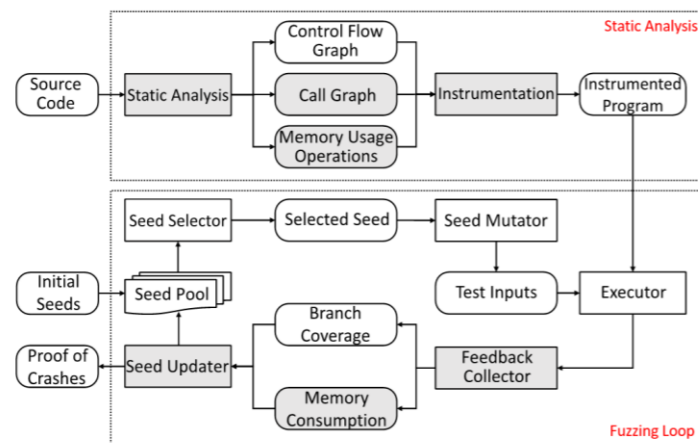 Static Analysis
Control Flow
Graph
Source
Code
Static Analysis
Call Graph
Instrumentation
Instrumented
Program
Memory Usage
Operations
Seed Selector
Selected Seed
Seed Mutator
Initial
Seeds
Seed Pool
Test Inputs
Executor
Branch
Coverage
Proof of
Crashes
Seed Updater
Feedback
Collector
Memory
Consumption
Fuzzing Loop